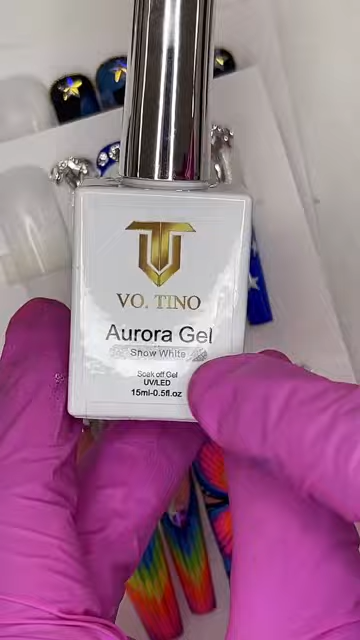 VO. TINO
Aurora Gel
Snow White
Soak off Gel
UV/LED
15ml-0.5fl.oz